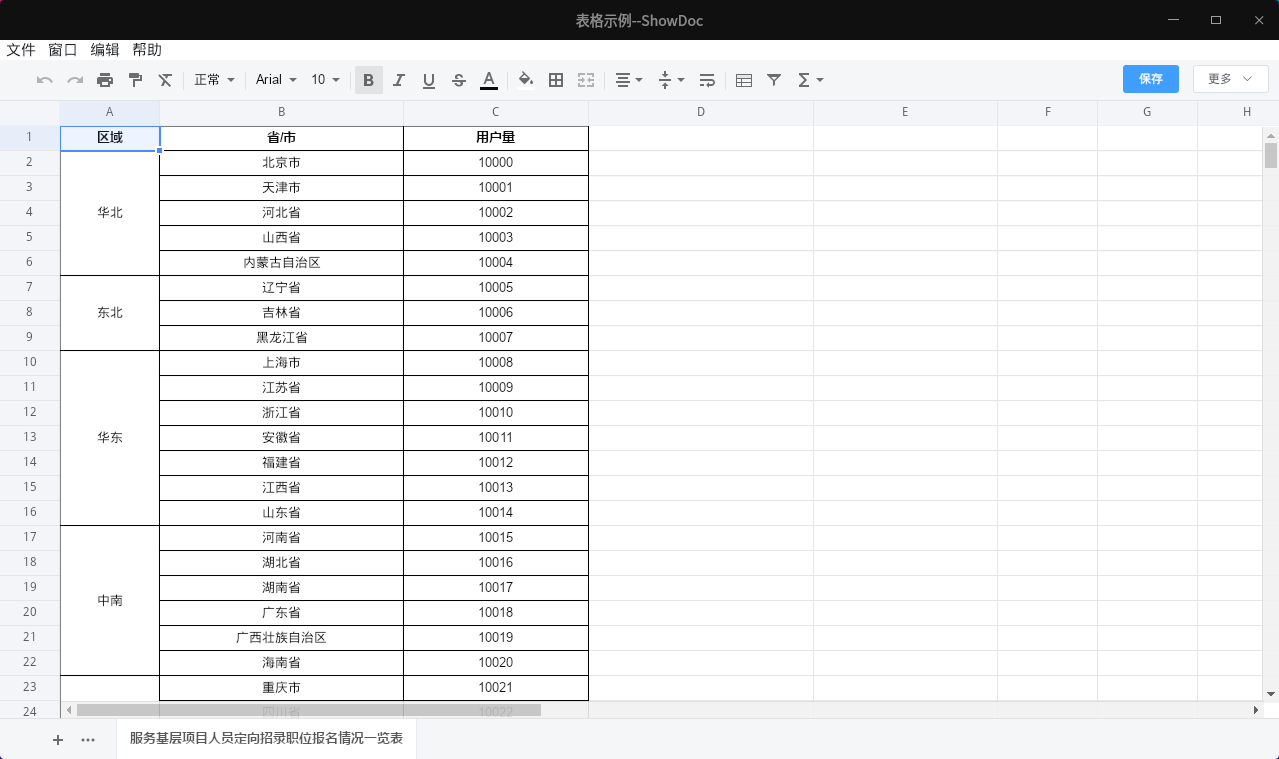 表格示例--ShowDoc
文件 窗口 编辑 帮助
正常 Arial 10 B I U S A Σ 保存 更多
A B C D E F G H
1 区域 省/市 用户量
2 北京市 10000
3 天津市 10001
4 华北 河北省 10002
5 山西省 10003
6 内蒙古自治区 10004
7 辽宁省 10005
8 东北 吉林省 10006
9 黑龙江省 10007
10 上海市 10008
11 江苏省 10009
12 浙江省 10010
13 华东 安徽省 10011
14 福建省 10012
15 江西省 10013
16 山东省 10014
17 河南省 10015
18 湖北省 10016
19 湖南省 10017
中南
20 广东省 10018
21 广西壮族自治区 10019
22 海南省 10020
23 重庆市 10021
24 四川省 10022
服务基层项目人员定向招录职位报名情况一览表